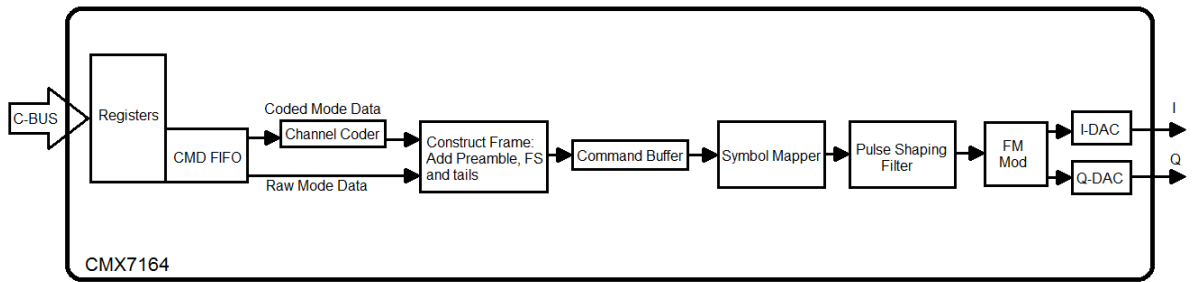 C-BUS
Registers
CMD FIFO
Coded Mode Data
Channel Coder
Raw Mode Data
Construct Frame:
Add Preamble, FS
and tails
Command Buffer
Symbol Mapper
Pulse Shaping
Filter
FM
Mod
I-DAC
Q-DAC
I
Q
CMX7164